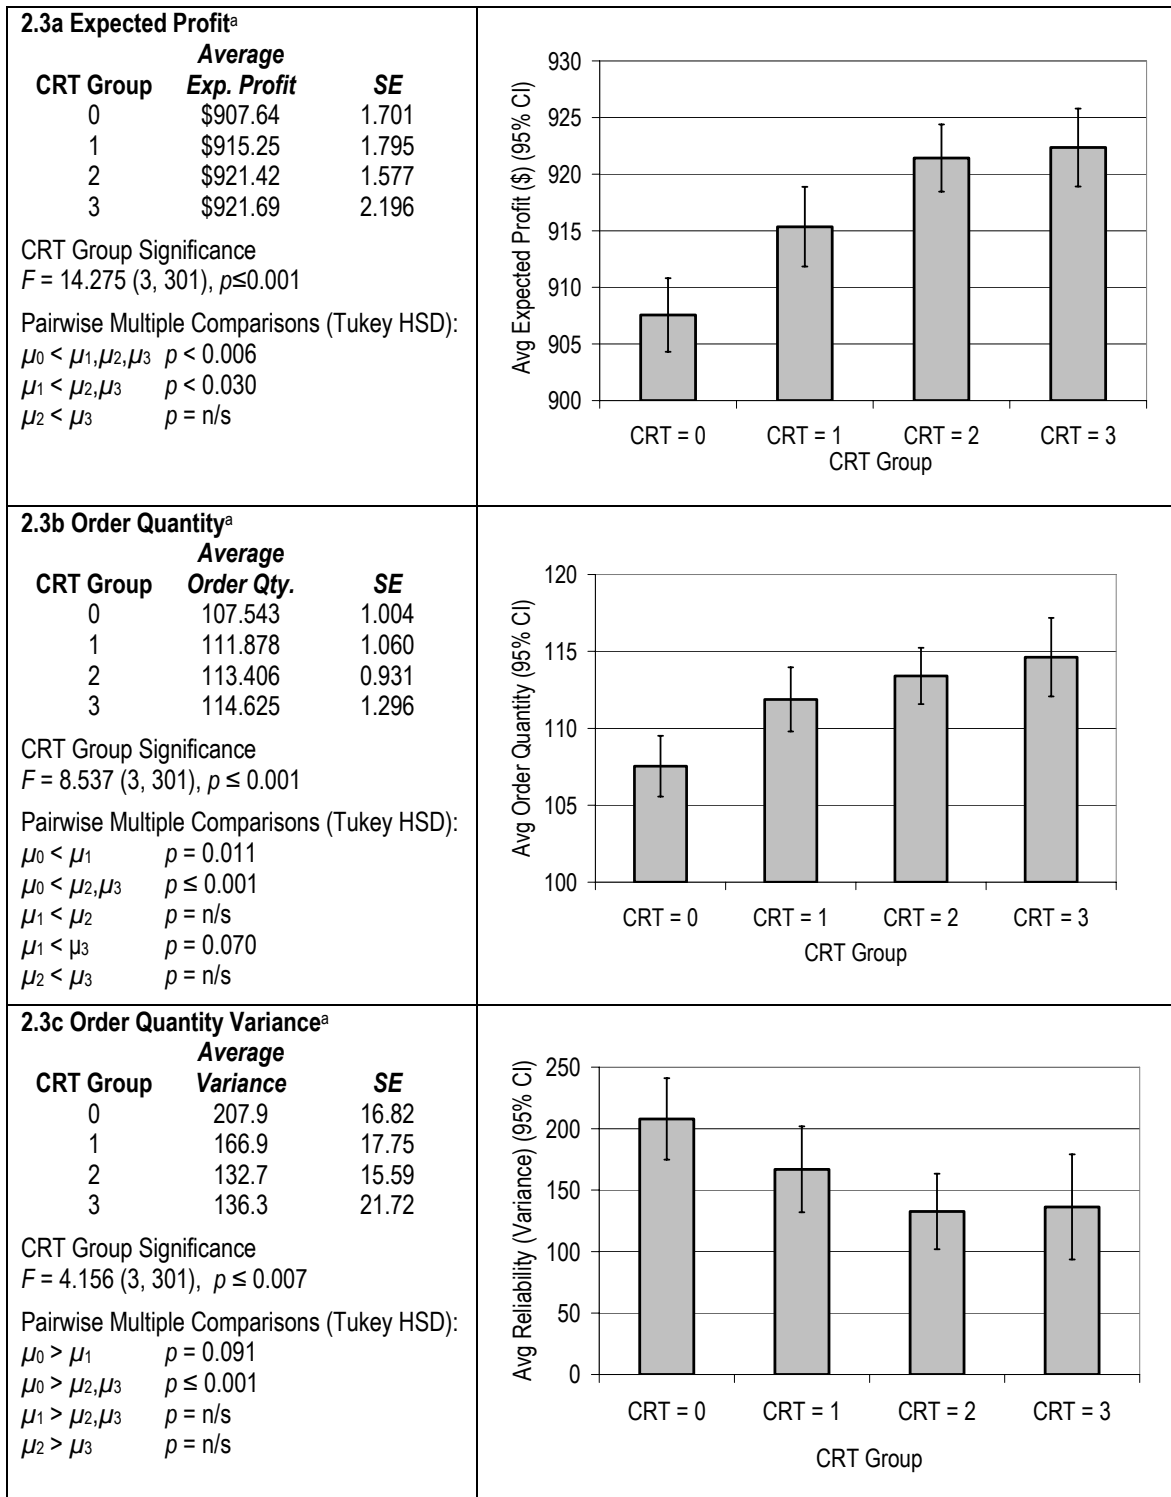 2.3a Expected Profitᵃ
Average
CRT Group Exp. Profit SE
0 $907.64 1.701
1 $915.25 1.795
2 $921.42 1.577
3 $921.69 2.196
CRT Group Significance
F = 14.275 (3, 301), p≤0.001
Pairwise Multiple Comparisons (Tukey HSD):
μ0 < μ1,μ2,μ3 p < 0.006
μ1 < μ2,μ3 p < 0.030
μ2 < μ3 p = n/s
Avg Expected Profit ($) (95% CI)
930
925
920
915
910
905
900
CRT = 0 CRT = 1 CRT = 2 CRT = 3
CRT Group
2.3b Order Quantityᵃ
Average
CRT Group Order Qty. SE
0 107.543 1.004
1 111.878 1.060
2 113.406 0.931
3 114.625 1.296
CRT Group Significance
F = 8.537 (3, 301), p ≤ 0.001
Pairwise Multiple Comparisons (Tukey HSD):
μ0 < μ1 p = 0.011
μ0 < μ2,μ3 p ≤ 0.001
μ1 < μ2 p = n/s
μ1 < μ3 p = 0.070
μ2 < μ3 p = n/s
Avg Order Quantity (95% CI)
120
115
110
105
100
CRT = 0 CRT = 1 CRT = 2 CRT = 3
CRT Group
2.3c Order Quantity Varianceᵃ
Average
CRT Group Variance SE
0 207.9 16.82
1 166.9 17.75
2 132.7 15.59
3 136.3 21.72
CRT Group Significance
F = 4.156 (3, 301), p ≤ 0.007
Pairwise Multiple Comparisons (Tukey HSD):
μ0 > μ1 p = 0.091
μ0 > μ2,μ3 p ≤ 0.001
μ1 > μ2,μ3 p = n/s
μ2 > μ3 p = n/s
Avg Reliability (Variance) (95% CI)
250
200
150
100
50
0
CRT = 0 CRT = 1 CRT = 2 CRT = 3
CRT Group